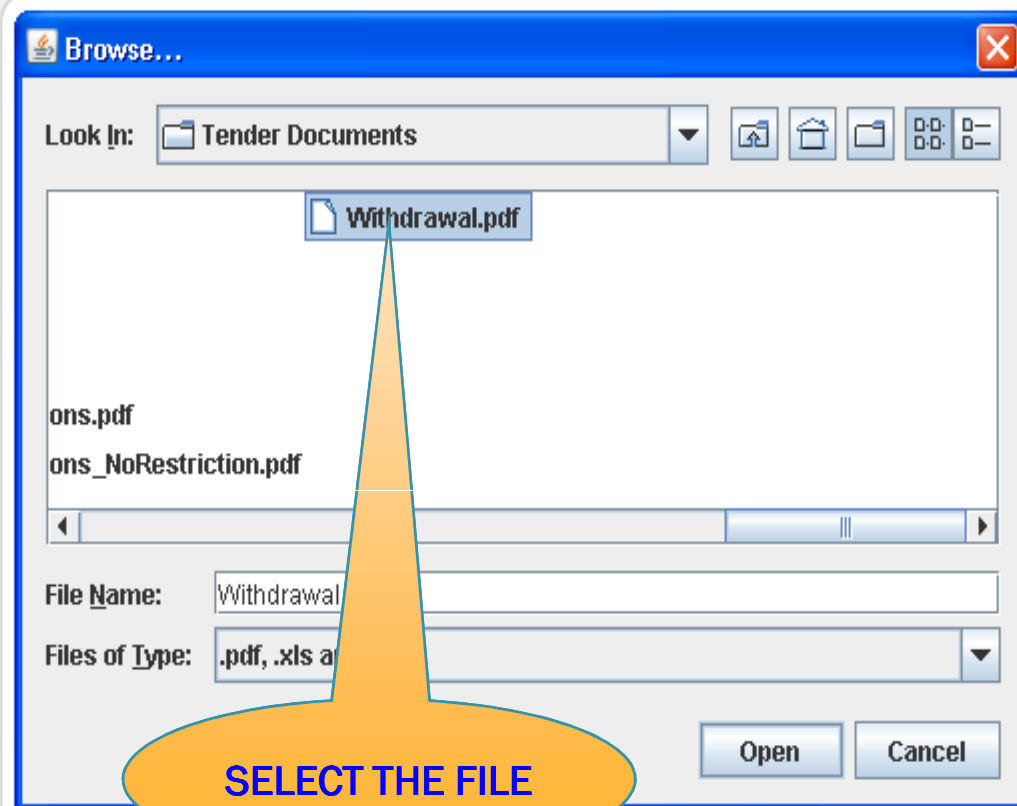 Browse...
Look In: Tender Documents
Withdrawal.pdf
ons.pdf
ons_NoRestriction.pdf
File Name: Withdrawal
Files of Type: .pdf, .xls
Open Cancel
SELECT THE FILE